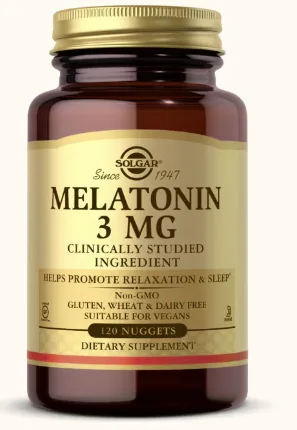 SOLGAR®
Since 1947
MELATONIN
3 MG
CLINICALLY STUDIED
INGREDIENT
HELPS PROMOTE RELAXATION & SLEEP*
Non-GMO
GLUTEN, WHEAT & DAIRY FREE
SUITABLE FOR VEGANS
120 NUGGETS
DIETARY SUPPLEMENT